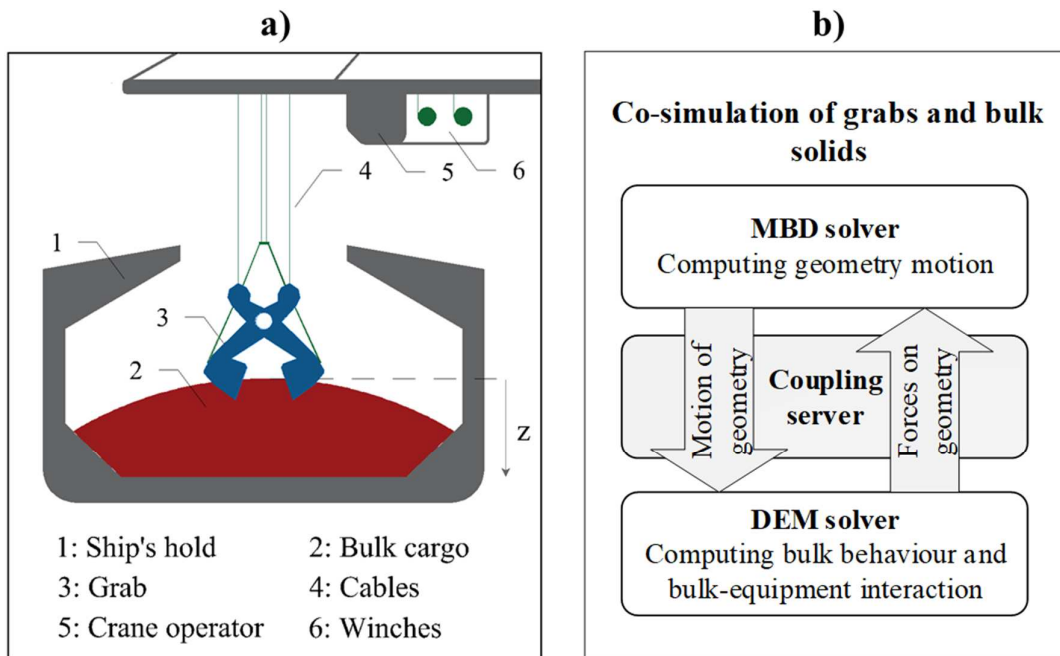 a)
1
2
3
4
5
6
z
1: Ship's hold
2: Bulk cargo
3: Grab
4: Cables
5: Crane operator
6: Winches
b)
Co-simulation of grabs and bulk
solids
MBD solver
Computing geometry motion
Motion of
geometry
Coupling
server
Forces on
geometry
DEM solver
Computing bulk behaviour and
bulk-equipment interaction